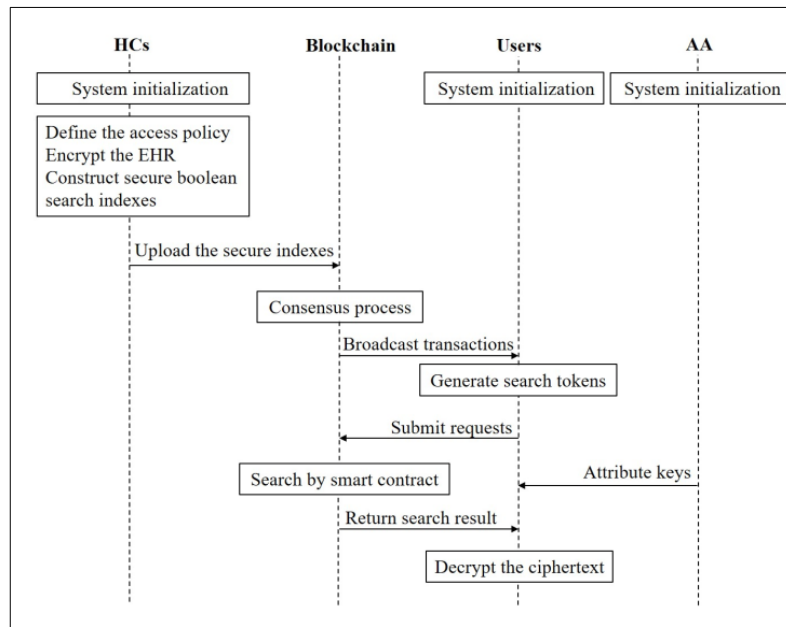 HCs Blockchain Users AA
System initialization System initialization System initialization
Define the access policy
Encrypt the EHR
Construct secure boolean
search indexes
Upload the secure indexes
Consensus process
Broadcast transactions
Generate search tokens
Submit requests
Search by smart contract
Attribute keys
Return search result
Decrypt the ciphertext